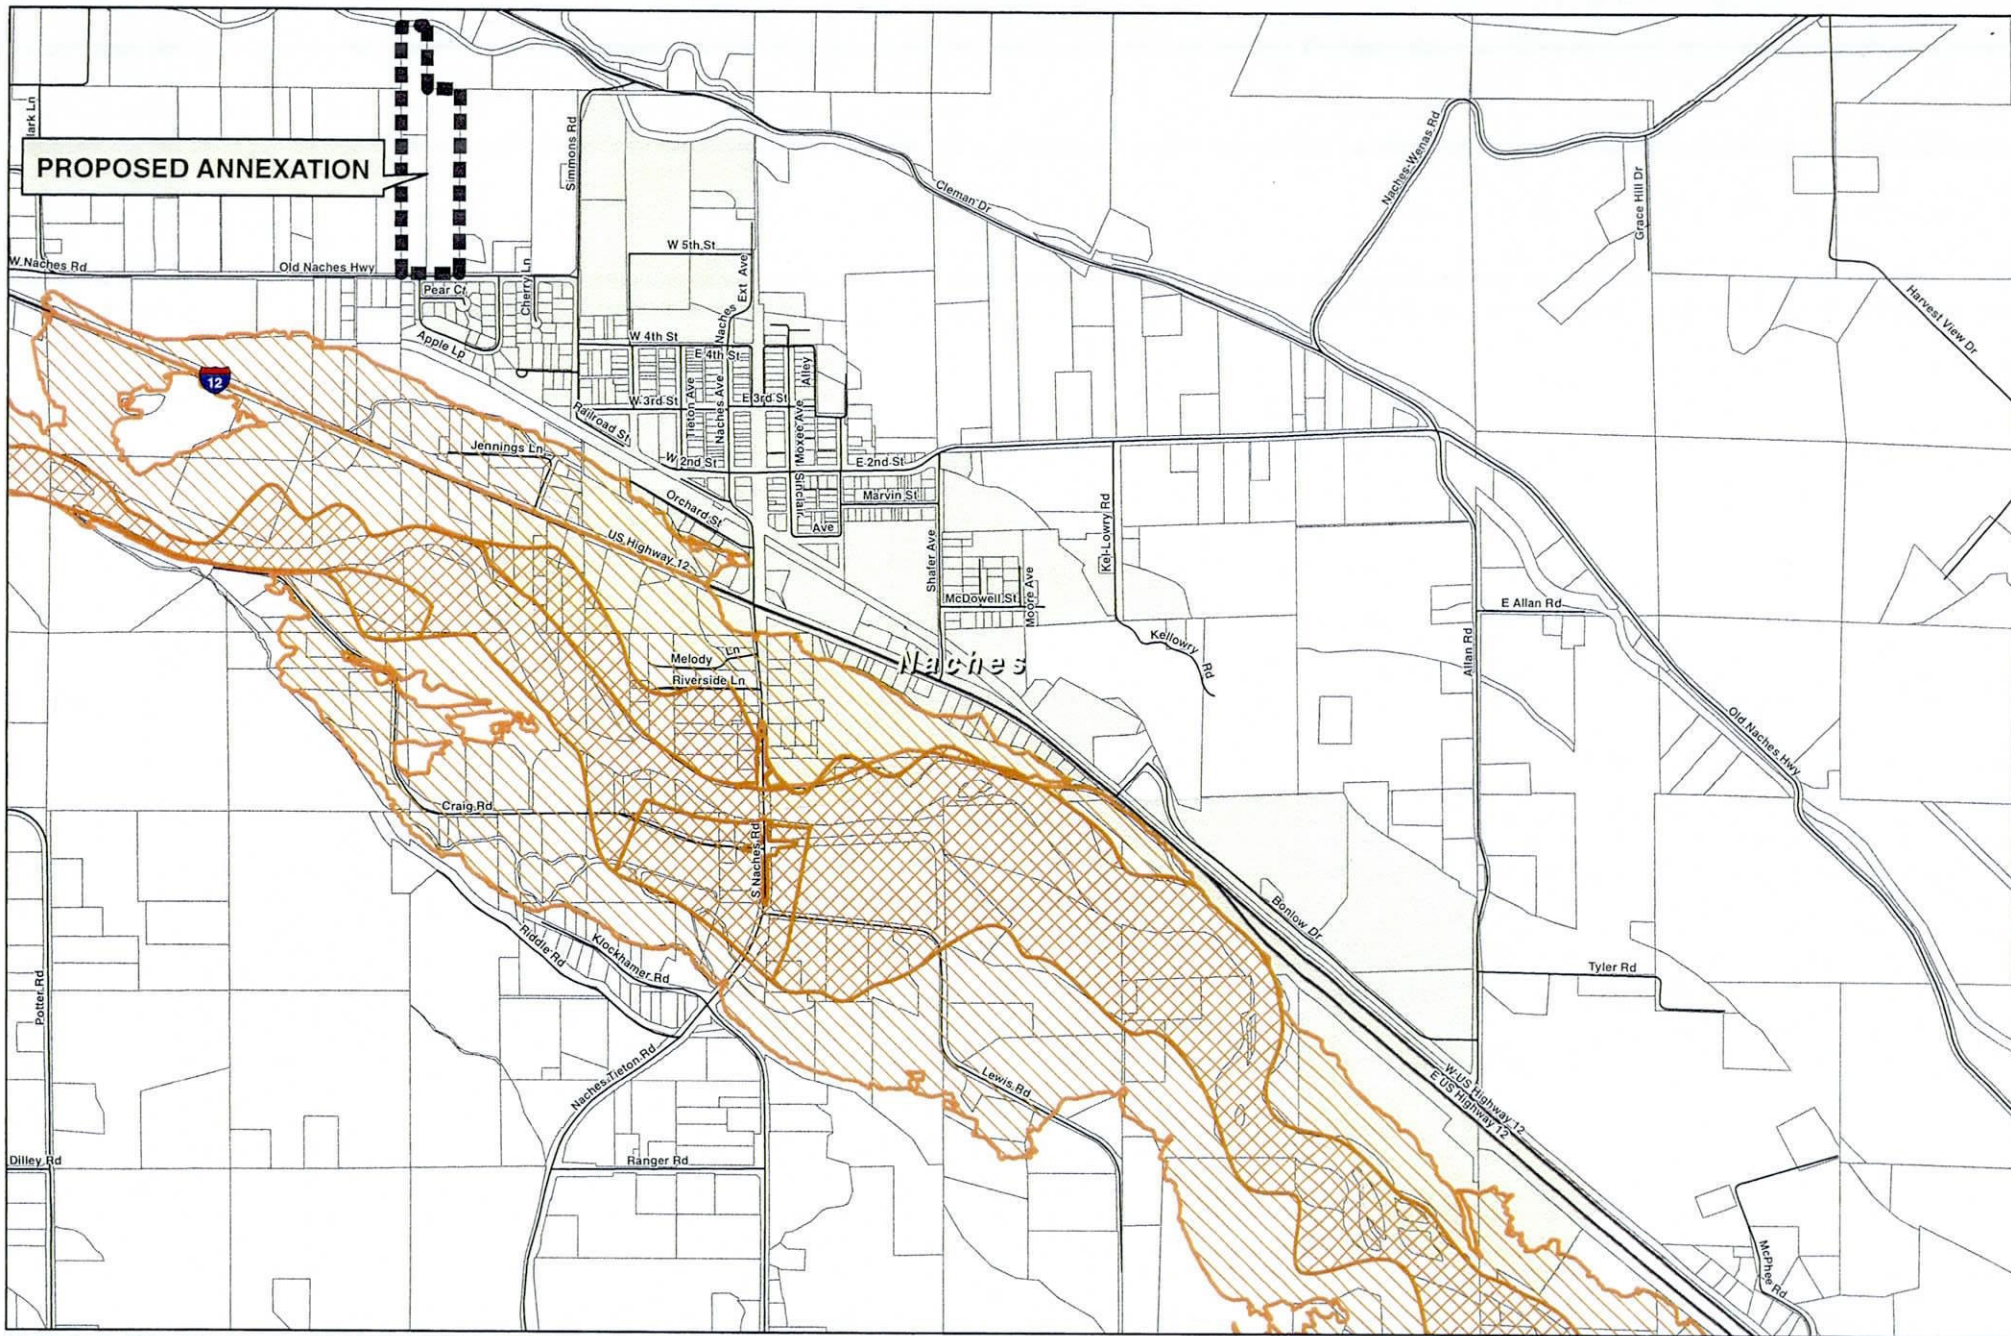 lark Ln
PROPOSED ANNEXATION
Simmons Rd
Cleman Dr
Naches-Wenas Rd
Grace Hill Dr
W 5th St
W Naches Rd
Old Naches Hwy
Naches Ext Ave
Pear Ct
Cherry Ln
Harvest View Dr
Apple Lp
W 4th St
E 4th St
12
Alley
Tieton Ave
Naches Ave
W 3rd St
E 3rd St
Railroad St
Moxee Ave
Jennings Ln
W 2nd St
E 2nd St
Sinclair Ave
Orchard St
Marvin St
Kel-Lowry Rd
US Highway 12
Shafer Ave
McDowell St
Moore Ave
E Allan Rd
Allan Rd
Kellowry Rd
Melody Ln
Naches
Riverside Ln
Old Naches Hwy
Craig Rd
S Naches Rd
Bonlow Dr
Klockhamer Rd
Riddle Rd
Potter Rd
Tyler Rd
Naches Tieton Rd
Lewis Rd
W US Highway 12
E US Highway 12
Dilley Rd
Ranger Rd
McPhee Rd